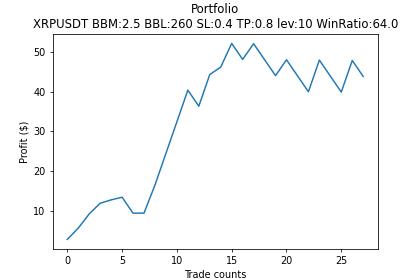 Portfolio
XRPUSDT BBM:2.5 BBL:260 SL:0.4 TP:0.8 lev:10 WinRatio:64.0
50
40
30
20
10
Profit ($)
0 5 10 15 20 25
Trade counts